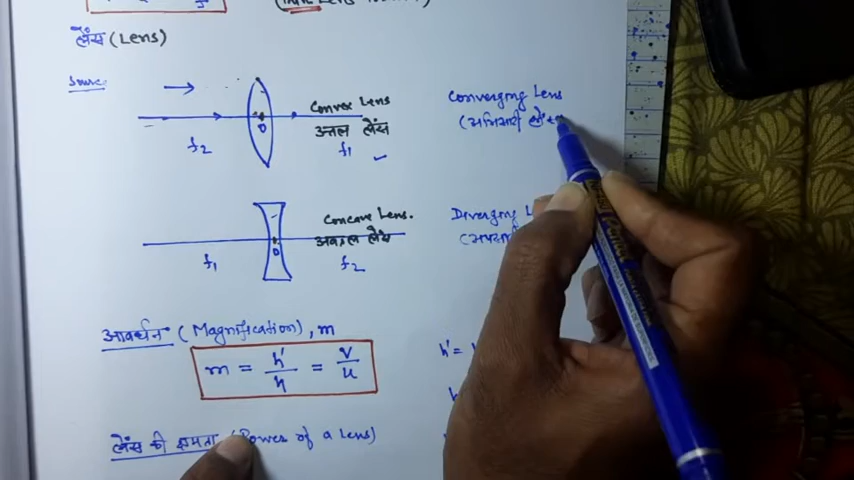 लेंस (Lens)
Source
Convex Lens
उत्तल लेंस
f₂
O
f₁
Converging Lens
(अभिसारी लेंस
Concave Lens.
अवतल लेंस
f₁
O
f₂
Diverging L
आवर्धन (Magnification), m
m = h'/h = v/u
h' =
लेंस की क्षमता (Power of a Lens)